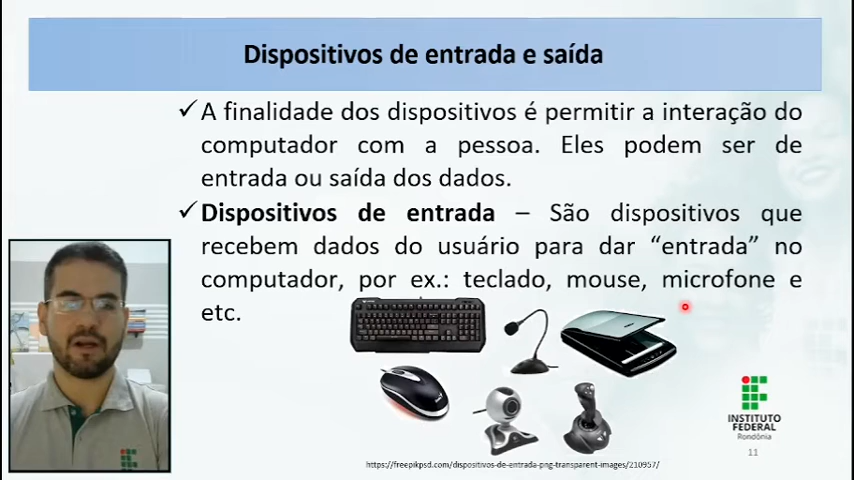 Dispositivos de entrada e saída
✓A finalidade dos dispositivos é permitir a interação do
computador com a pessoa. Eles podem ser de
entrada ou saída dos dados.
✓Dispositivos de entrada – São dispositivos que
recebem dados do usuário para dar “entrada” no
computador, por ex.: teclado, mouse, microfone e
etc.
INSTITUTO
FEDERAL
Rondônia
11
https://freepikpsd.com/dispositivos-de-entrada-png-transparent-images/210957/